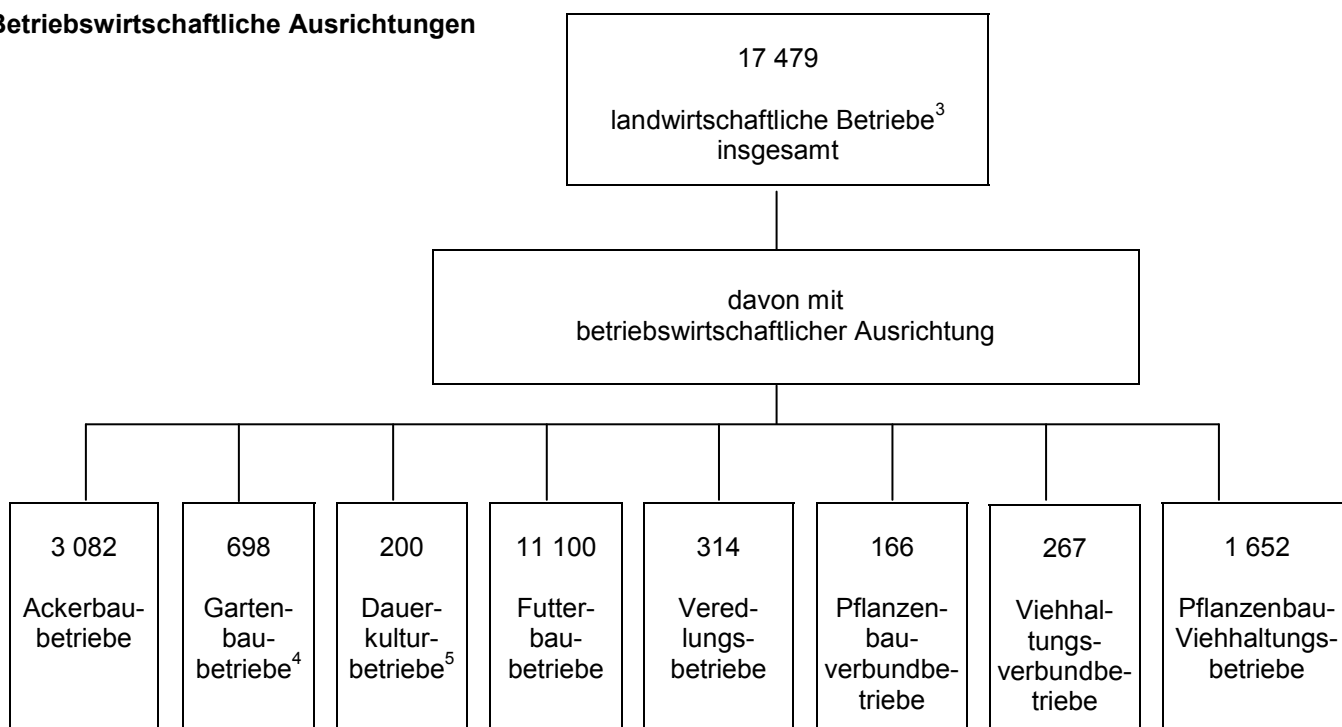 Betriebswirtschaftliche Ausrichtungen
17 479
landwirtschaftliche Betriebe³
insgesamt
davon mit
betriebswirtschaftlicher Ausrichtung
3 082
Ackerbau-
betriebe
698
Garten-
bau-
betriebe⁴
200
Dauer-
kultur-
betriebe⁵
11 100
Futter-
bau-
betriebe
314
Vered-
lungs-
betriebe
166
Pflanzen-
bau-
verbundbe-
triebe
267
Viehhal-
tungs-
verbundbe-
triebe
1 652
Pflanzenbau-
Viehhaltungs-
betriebe